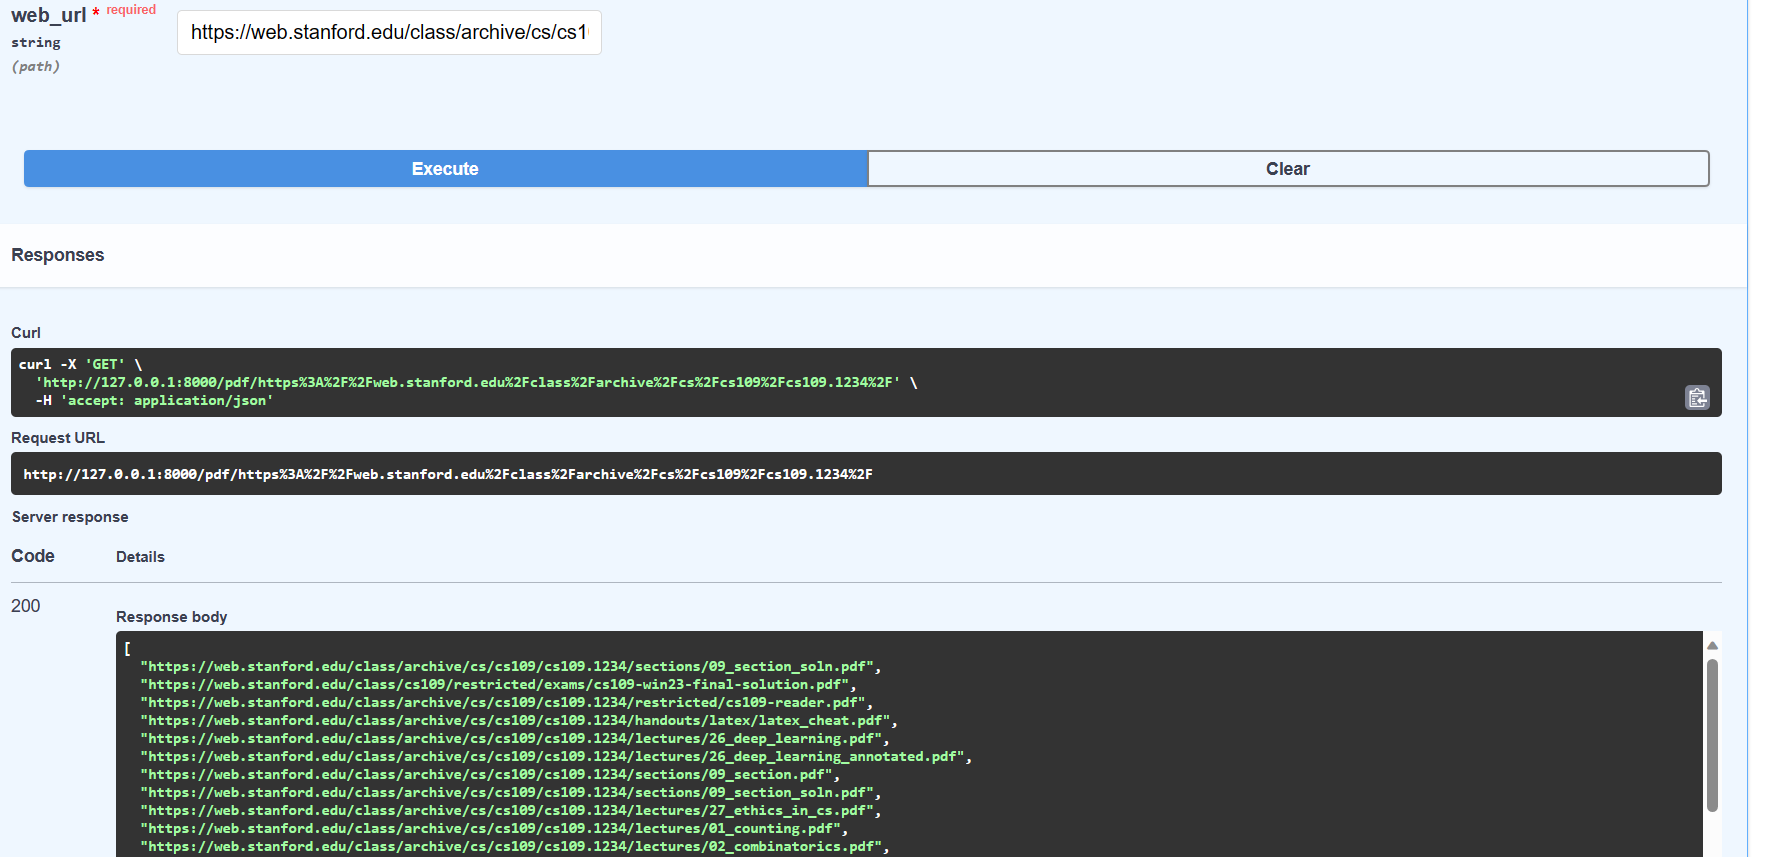 web_url * required
string
(path)
https://web.stanford.edu/class/archive/cs/cs1
Execute
Clear
Responses
Curl
curl -X 'GET' \
'http://127.0.0.1:8000/pdf/https%3A%2F%2Fweb.stanford.edu%2Fclass%2Farchive%2Fcs%2Fcs109%2Fcs109.1234%2F' \
-H 'accept: application/json'
Request URL
http://127.0.0.1:8000/pdf/https%3A%2F%2Fweb.stanford.edu%2Fclass%2Farchive%2Fcs%2Fcs109%2Fcs109.1234%2F
Server response
Code Details
200
Response body
[
"https://web.stanford.edu/class/archive/cs/cs109/cs109.1234/sections/09_section_soln.pdf",
"https://web.stanford.edu/class/cs109/restricted/exams/cs109-win23-final-solution.pdf",
"https://web.stanford.edu/class/archive/cs/cs109/cs109.1234/restricted/cs109-reader.pdf",
"https://web.stanford.edu/class/archive/cs/cs109/cs109.1234/handouts/latex/latex_cheat.pdf",
"https://web.stanford.edu/class/archive/cs/cs109/cs109.1234/lectures/26_deep_learning.pdf",
"https://web.stanford.edu/class/archive/cs/cs109/cs109.1234/lectures/26_deep_learning_annotated.pdf",
"https://web.stanford.edu/class/archive/cs/cs109/cs109.1234/sections/09_section.pdf",
"https://web.stanford.edu/class/archive/cs/cs109/cs109.1234/sections/09_section_soln.pdf",
"https://web.stanford.edu/class/archive/cs/cs109/cs109.1234/lectures/27_ethics_in_cs.pdf",
"https://web.stanford.edu/class/archive/cs/cs109/cs109.1234/lectures/01_counting.pdf",
"https://web.stanford.edu/class/archive/cs/cs109/cs109.1234/lectures/02_combinatorics.pdf",